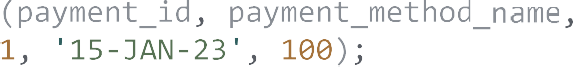 (payment_id, payment_method_name,
1, '15-JAN-23', 100);